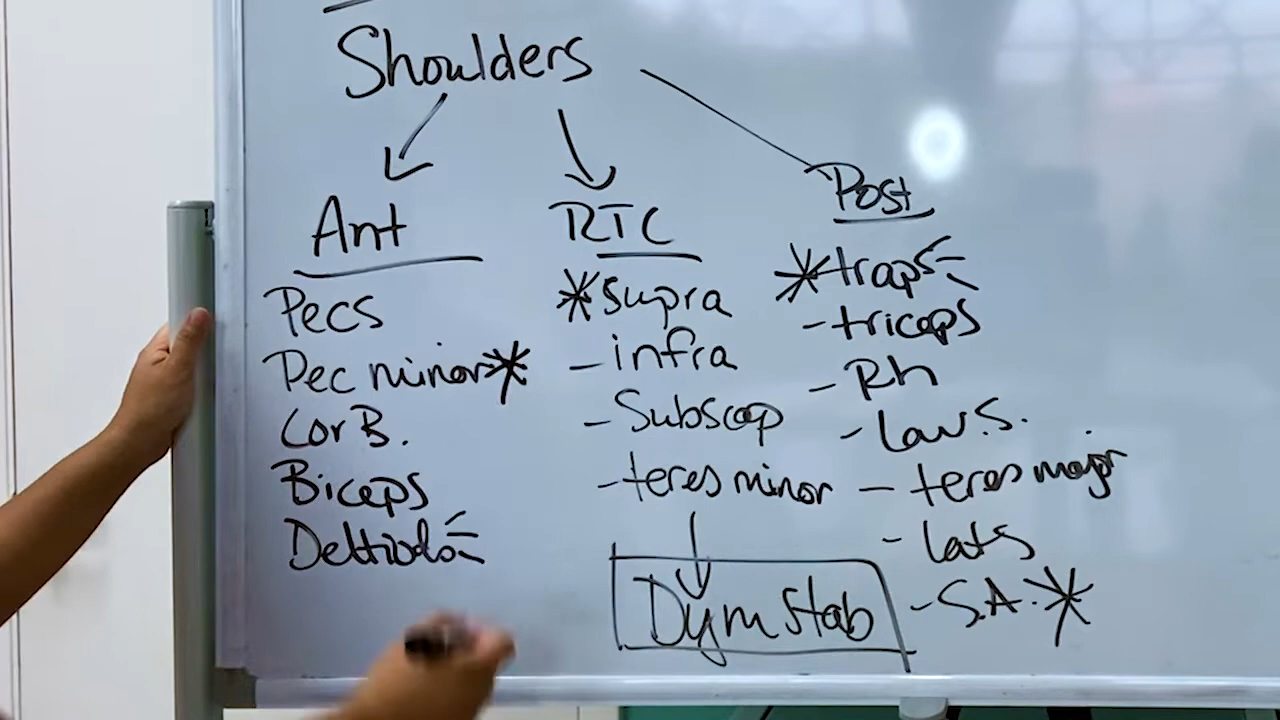 Shoulders
Ant
Pecs
Pec minor*
Cor B.
Biceps
Deltiods
RTC
*Supra
- infra
- Subscap
- teres minor
Dym Stab
Post
*traps
- triceps
- Rh
- Lav.S.
- teres major
- lats
- S.A.*